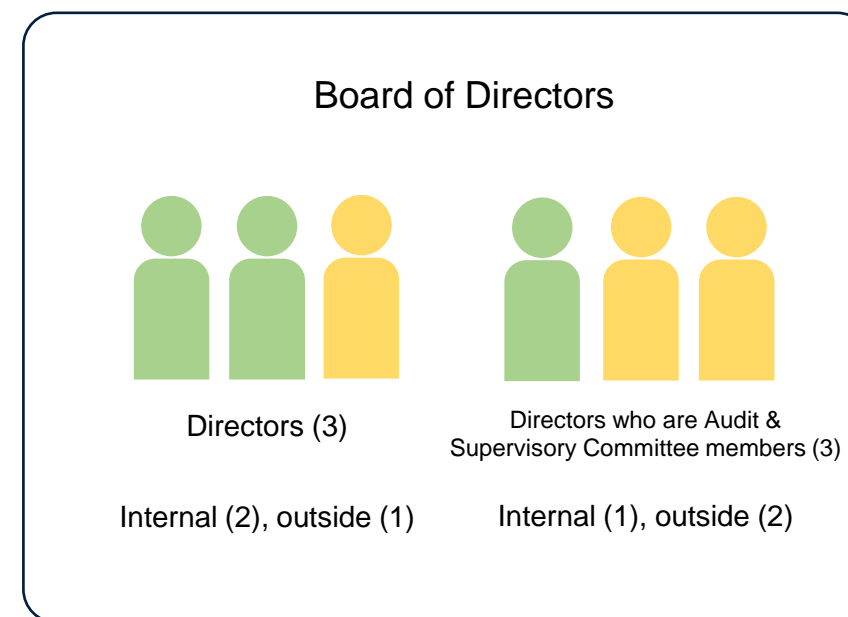 Board of Directors
Directors (3)
Internal (2), outside (1)
Directors who are Audit &
Supervisory Committee members (3)
Internal (1), outside (2)